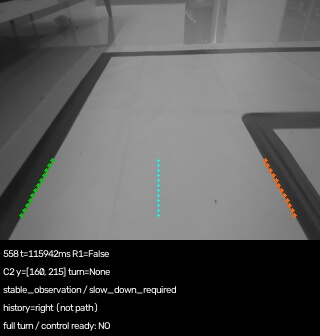 558 t=115942ms R1=False
C2 y=[160, 215] turn=None
stable_observation / slow_down_required
history=right (not path)
full turn / control ready: NO